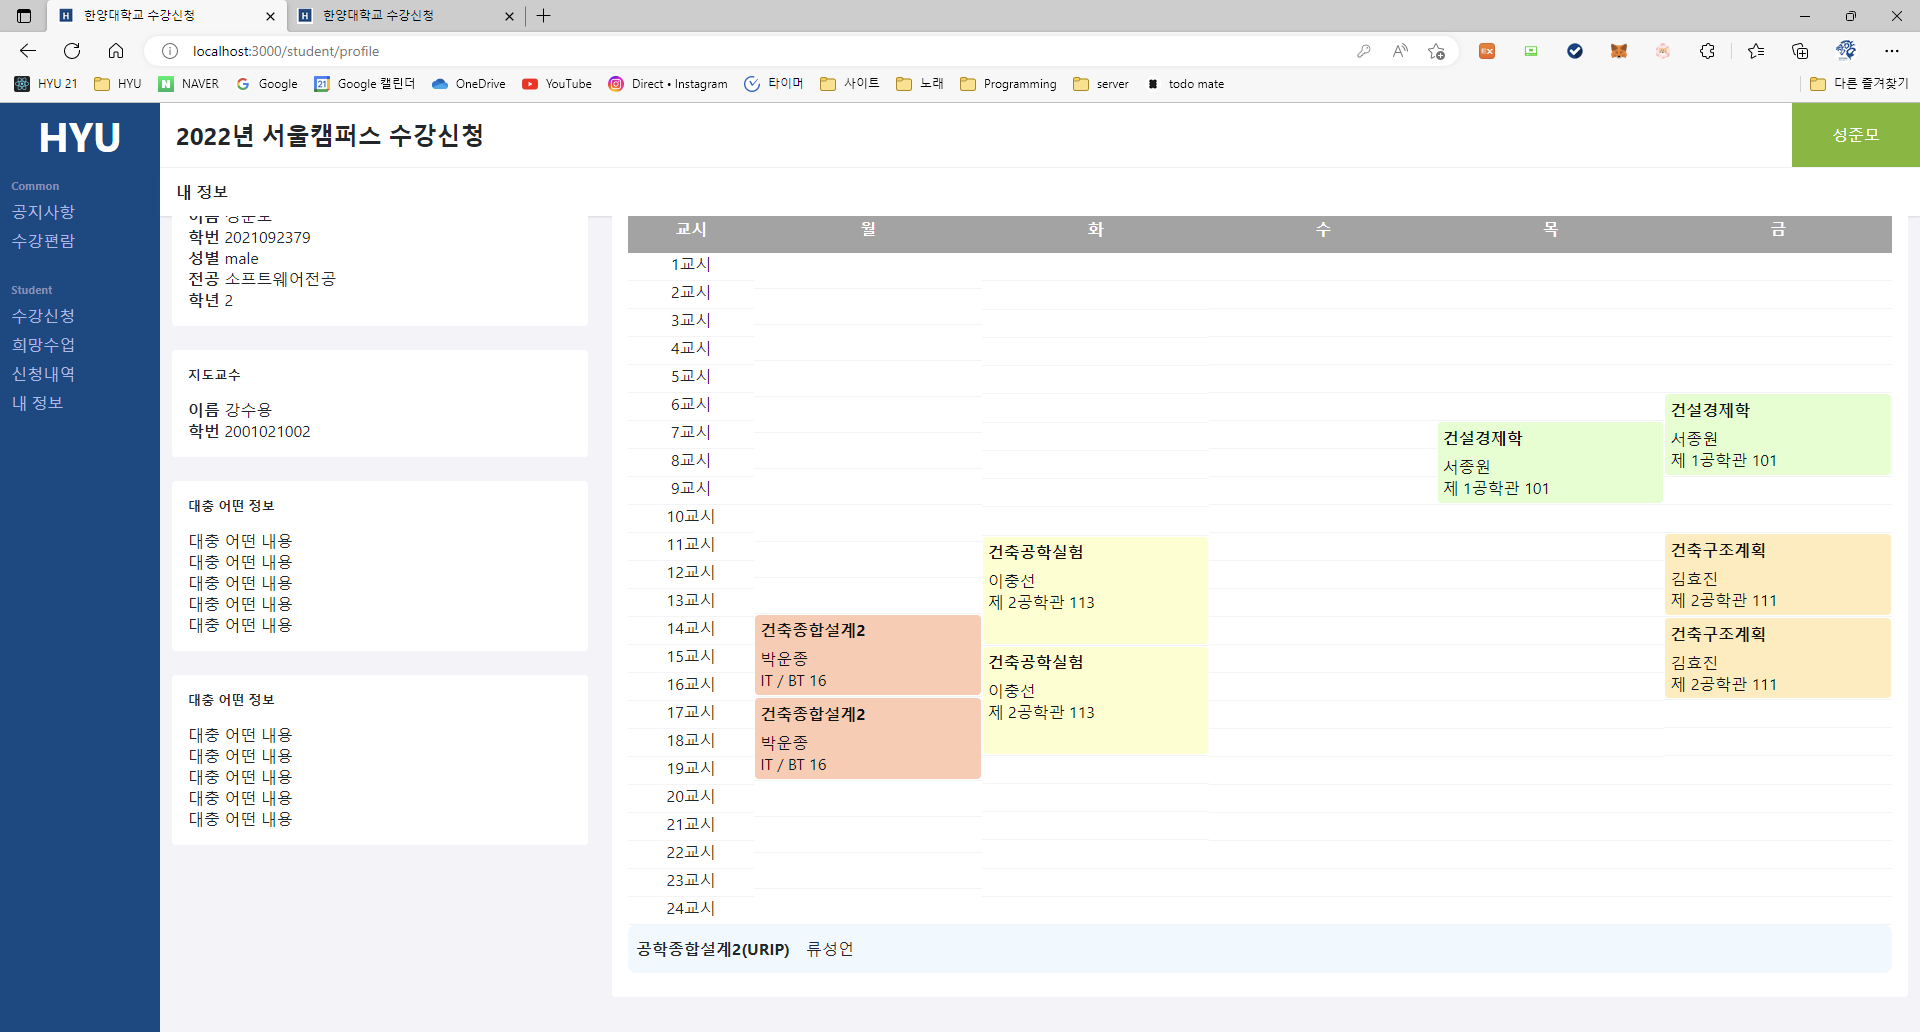 한양대학교 수강신청
한양대학교 수강신청
localhost:3000/student/profile
HYU 21
HYU
NAVER
Google
Google 캘린더
OneDrive
YouTube
Direct • Instagram
타이머
사이트
노래
Programming
server
todo mate
다른 즐겨찾기
HYU
2022년 서울캠퍼스 수강신청
성준모
내 정보
Common
공지사항
수강편람
Student
수강신청
희망수업
신청내역
내 정보
이름 성준모
학번 2021092379
성별 male
전공 소프트웨어전공
학년 2
지도교수
이름 강수용
학번 2001021002
대충 어떤 정보
대충 어떤 내용
대충 어떤 내용
대충 어떤 내용
대충 어떤 내용
대충 어떤 내용
대충 어떤 정보
대충 어떤 내용
대충 어떤 내용
대충 어떤 내용
대충 어떤 내용
대충 어떤 내용
교시 월 화 수 목 금
1교시
2교시
3교시
4교시
5교시
6교시
7교시
8교시
9교시
10교시
11교시
12교시
13교시
14교시
15교시
16교시
17교시
18교시
19교시
20교시
21교시
22교시
23교시
24교시
건축종합설계2
박운종
IT / BT 16
건축종합설계2
박운종
IT / BT 16
건축공학실험
이충선
제 2공학관 113
건축공학실험
이충선
제 2공학관 113
건설경제학
서종원
제 1공학관 101
건설경제학
서종원
제 1공학관 101
건축구조계획
김효진
제 2공학관 111
건축구조계획
김효진
제 2공학관 111
공학종합설계2(URIP) 류성언